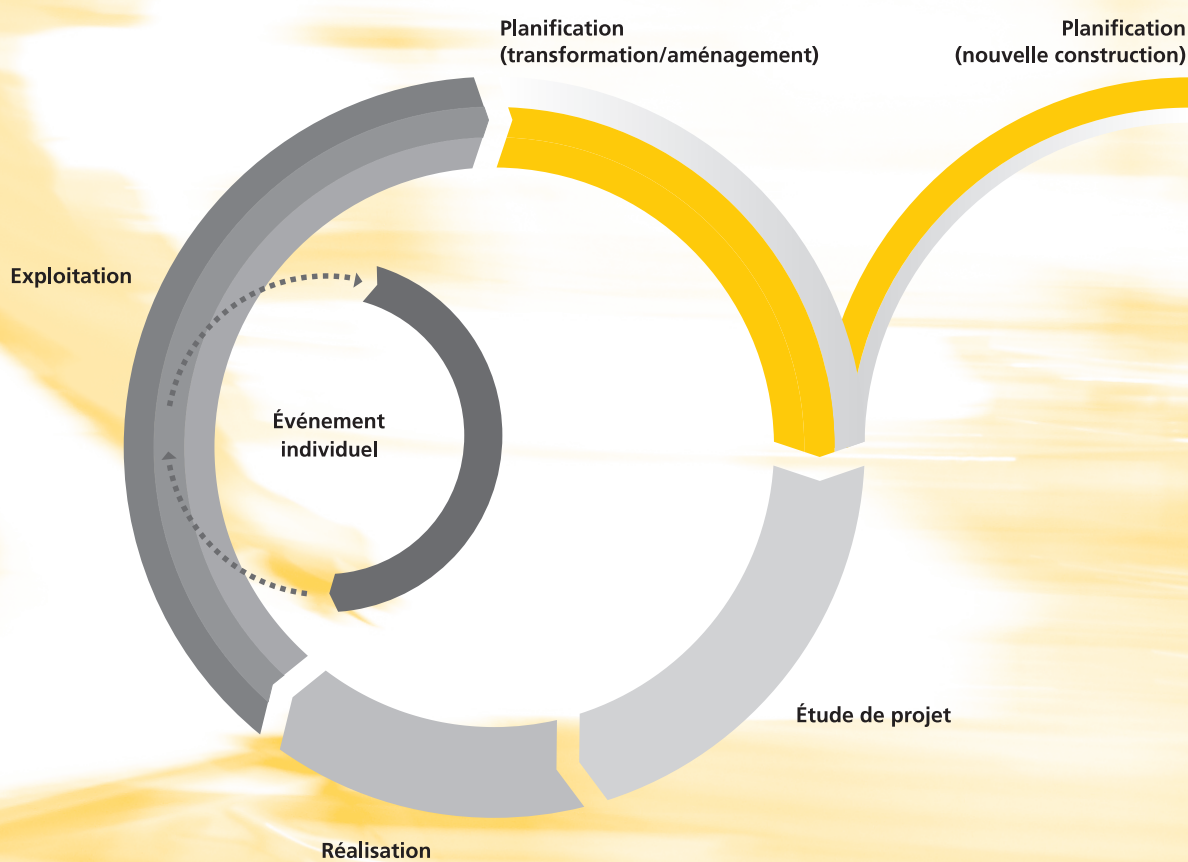 Planification
(transformation/aménagement)
Planification
(nouvelle construction)
Exploitation
Événement
individuel
Étude de projet
Réalisation